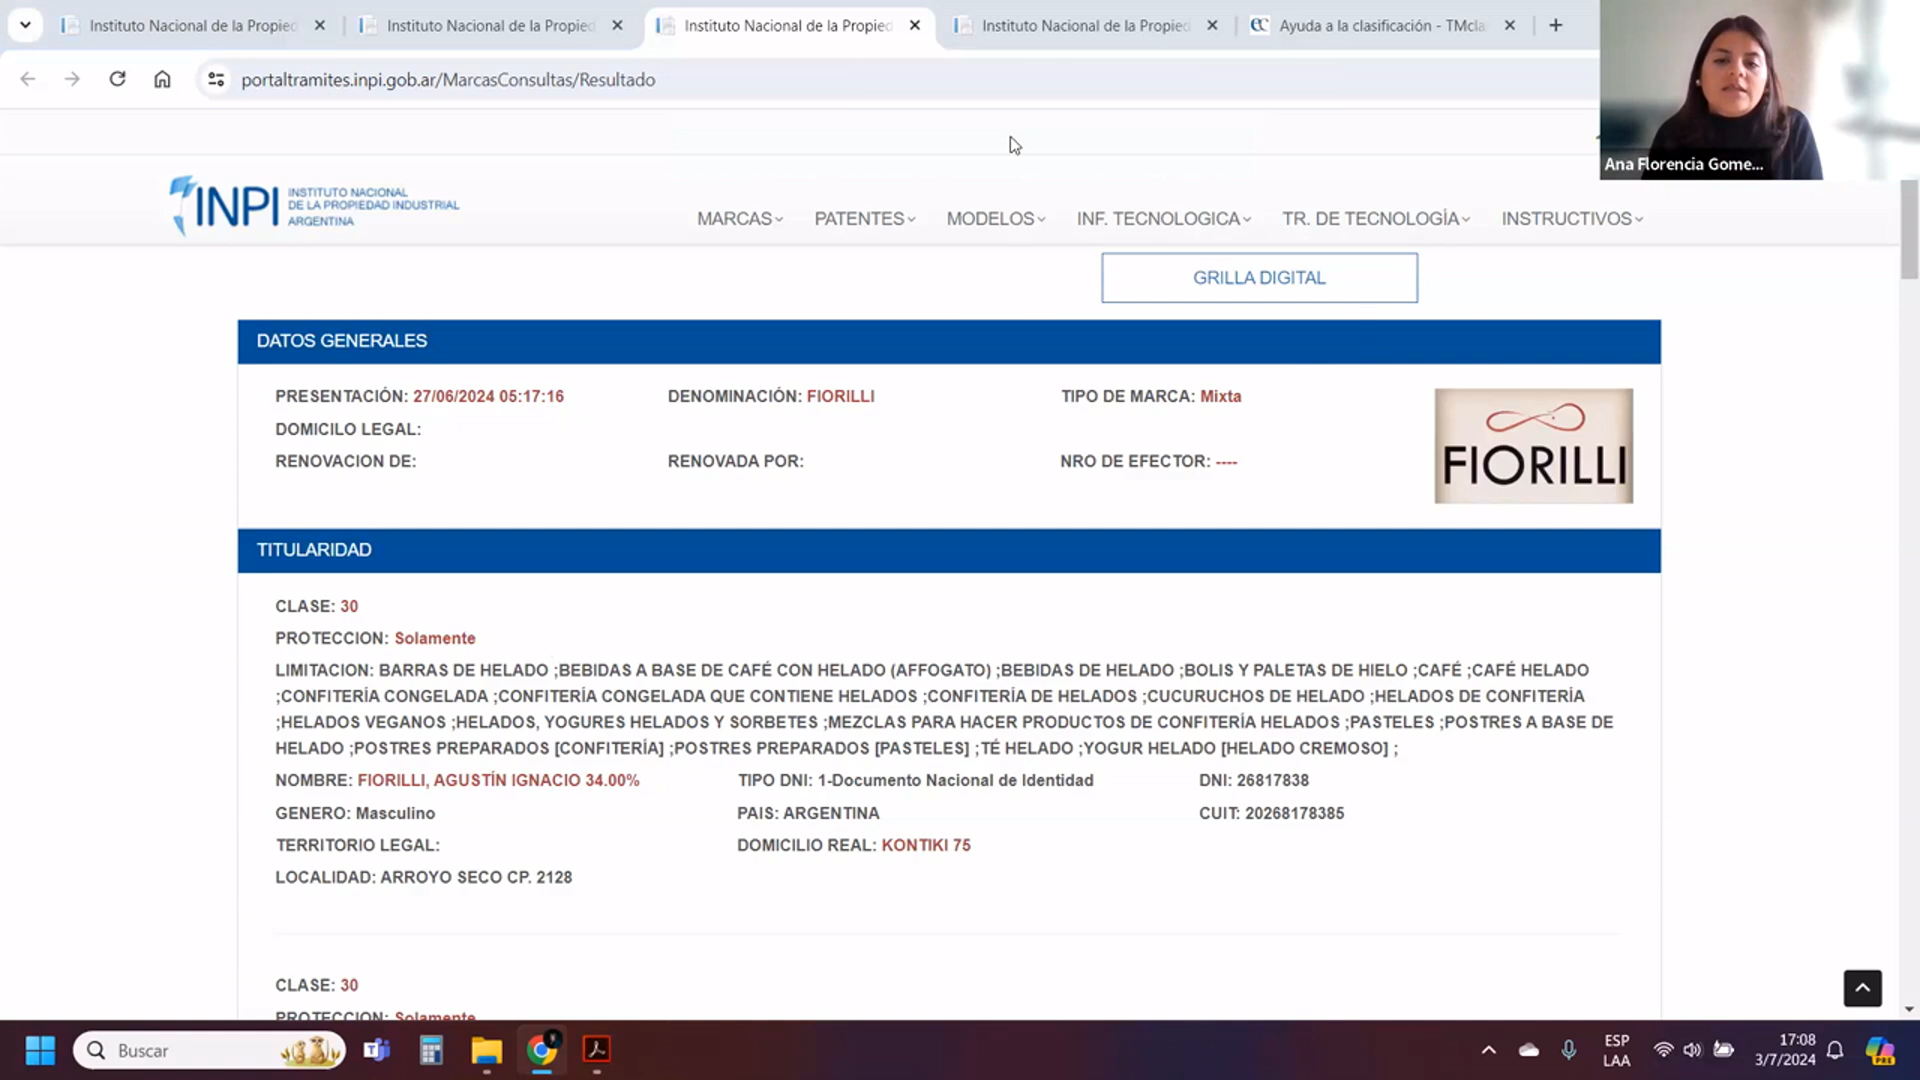 Instituto Nacional de la Propied
Instituto Nacional de la Propied
Instituto Nacional de la Propied
Instituto Nacional de la Propied
Ayuda a la clasificación - TMcla
portaltramites.inpi.gob.ar/MarcasConsultas/Resultado
Ana Florencia Gome...
INPI
INSTITUTO NACIONAL
DE LA PROPIEDAD INDUSTRIAL
ARGENTINA
MARCAS
PATENTES
MODELOS
INF. TECNOLOGICA
TR. DE TECNOLOGÍA
INSTRUCTIVOS
GRILLA DIGITAL
DATOS GENERALES
PRESENTACIÓN: 27/06/2024 05:17:16
DENOMINACIÓN: FIORILLI
TIPO DE MARCA: Mixta
DOMICILO LEGAL:
RENOVACION DE:
RENOVADA POR:
NRO DE EFECTOR: ----
FIORILLI
TITULARIDAD
CLASE: 30
PROTECCION: Solamente
LIMITACION: BARRAS DE HELADO ;BEBIDAS A BASE DE CAFÉ CON HELADO (AFFOGATO) ;BEBIDAS DE HELADO ;BOLIS Y PALETAS DE HIELO ;CAFÉ ;CAFÉ HELADO
;CONFITERÍA CONGELADA ;CONFITERÍA CONGELADA QUE CONTIENE HELADOS ;CONFITERÍA DE HELADOS ;CUCURUCHOS DE HELADO ;HELADOS DE CONFITERÍA
;HELADOS VEGANOS ;HELADOS, YOGURES HELADOS Y SORBETES ;MEZCLAS PARA HACER PRODUCTOS DE CONFITERÍA HELADOS ;PASTELES ;POSTRES A BASE DE
HELADO ;POSTRES PREPARADOS [CONFITERÍA] ;POSTRES PREPARADOS [PASTELES] ;TÉ HELADO ;YOGUR HELADO [HELADO CREMOSO] ;
NOMBRE: FIORILLI, AGUSTÍN IGNACIO 34.00%
TIPO DNI: 1-Documento Nacional de Identidad
DNI: 26817838
GENERO: Masculino
PAIS: ARGENTINA
CUIT: 20268178385
TERRITORIO LEGAL:
DOMICILIO REAL: KONTIKI 75
LOCALIDAD: ARROYO SECO CP. 2128
CLASE: 30
PROTECCION: Solamente
Buscar
ESP
LAA
17:08
3/7/2024
PRE